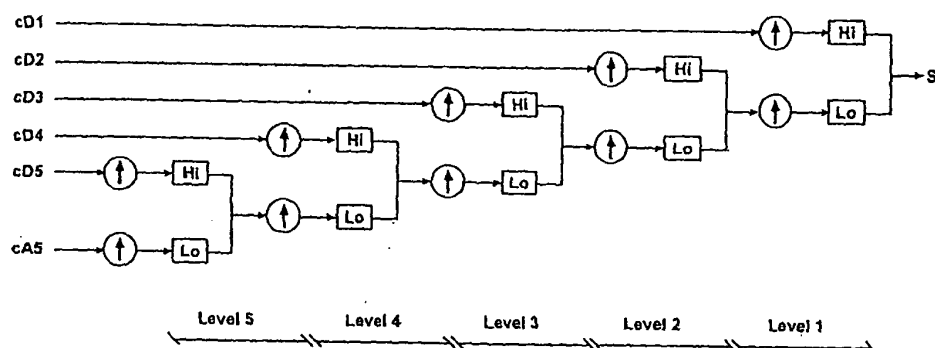 cD1
Hi
cD2
Hi
S
cD3
Hi
Lo
cD4
Hi
Lo
cD5
Hi
Lo
Lo
cA5
Lo
Level 5 Level 4 Level 3 Level 2 Level 1